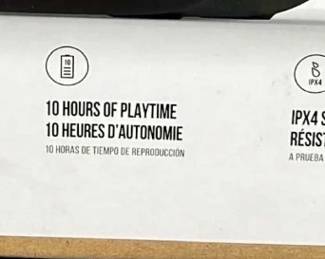 10
10 HOURS OF PLAYTIME
10 HEURES D'AUTONOMIE
10 HORAS DE TIEMPO DE REPRODUCCIÓN
IPX4
IPX4 S
RÉSIST
A PRUEBA